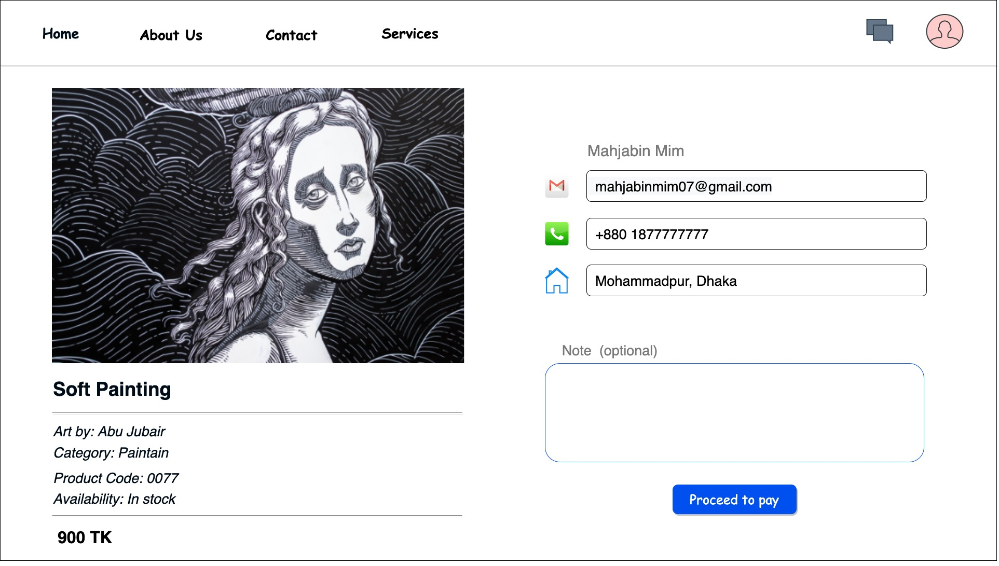 Home
About Us
Contact
Services
Mahjabin Mim
mahjabinmim07@gmail.com
+880 1877777777
Mohammadpur, Dhaka
Note (optional)
Proceed to pay
Soft Painting
Art by: Abu Jubair
Category: Paintain
Product Code: 0077
Availability: In stock
900 TK